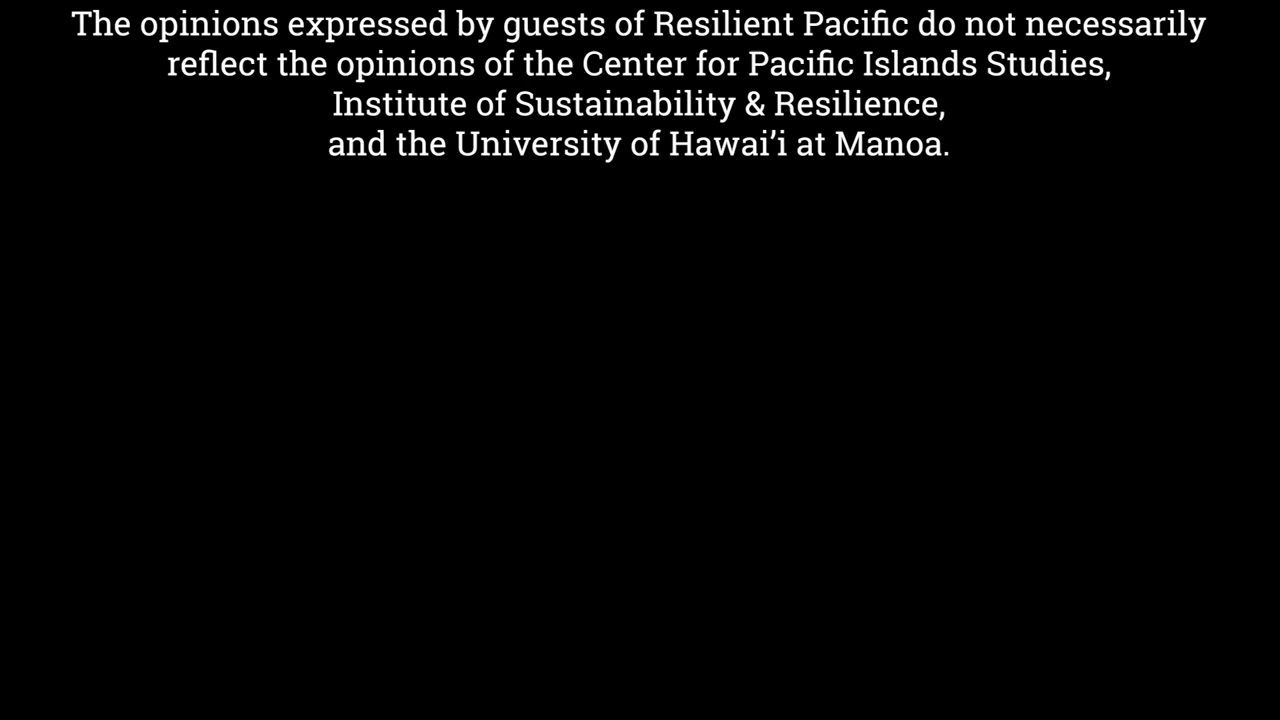 The opinions expressed by guests of Resilient Pacific do not necessarily
reflect the opinions of the Center for Pacific Islands Studies,
Institute of Sustainability & Resilience,
and the University of Hawai’i at Manoa.